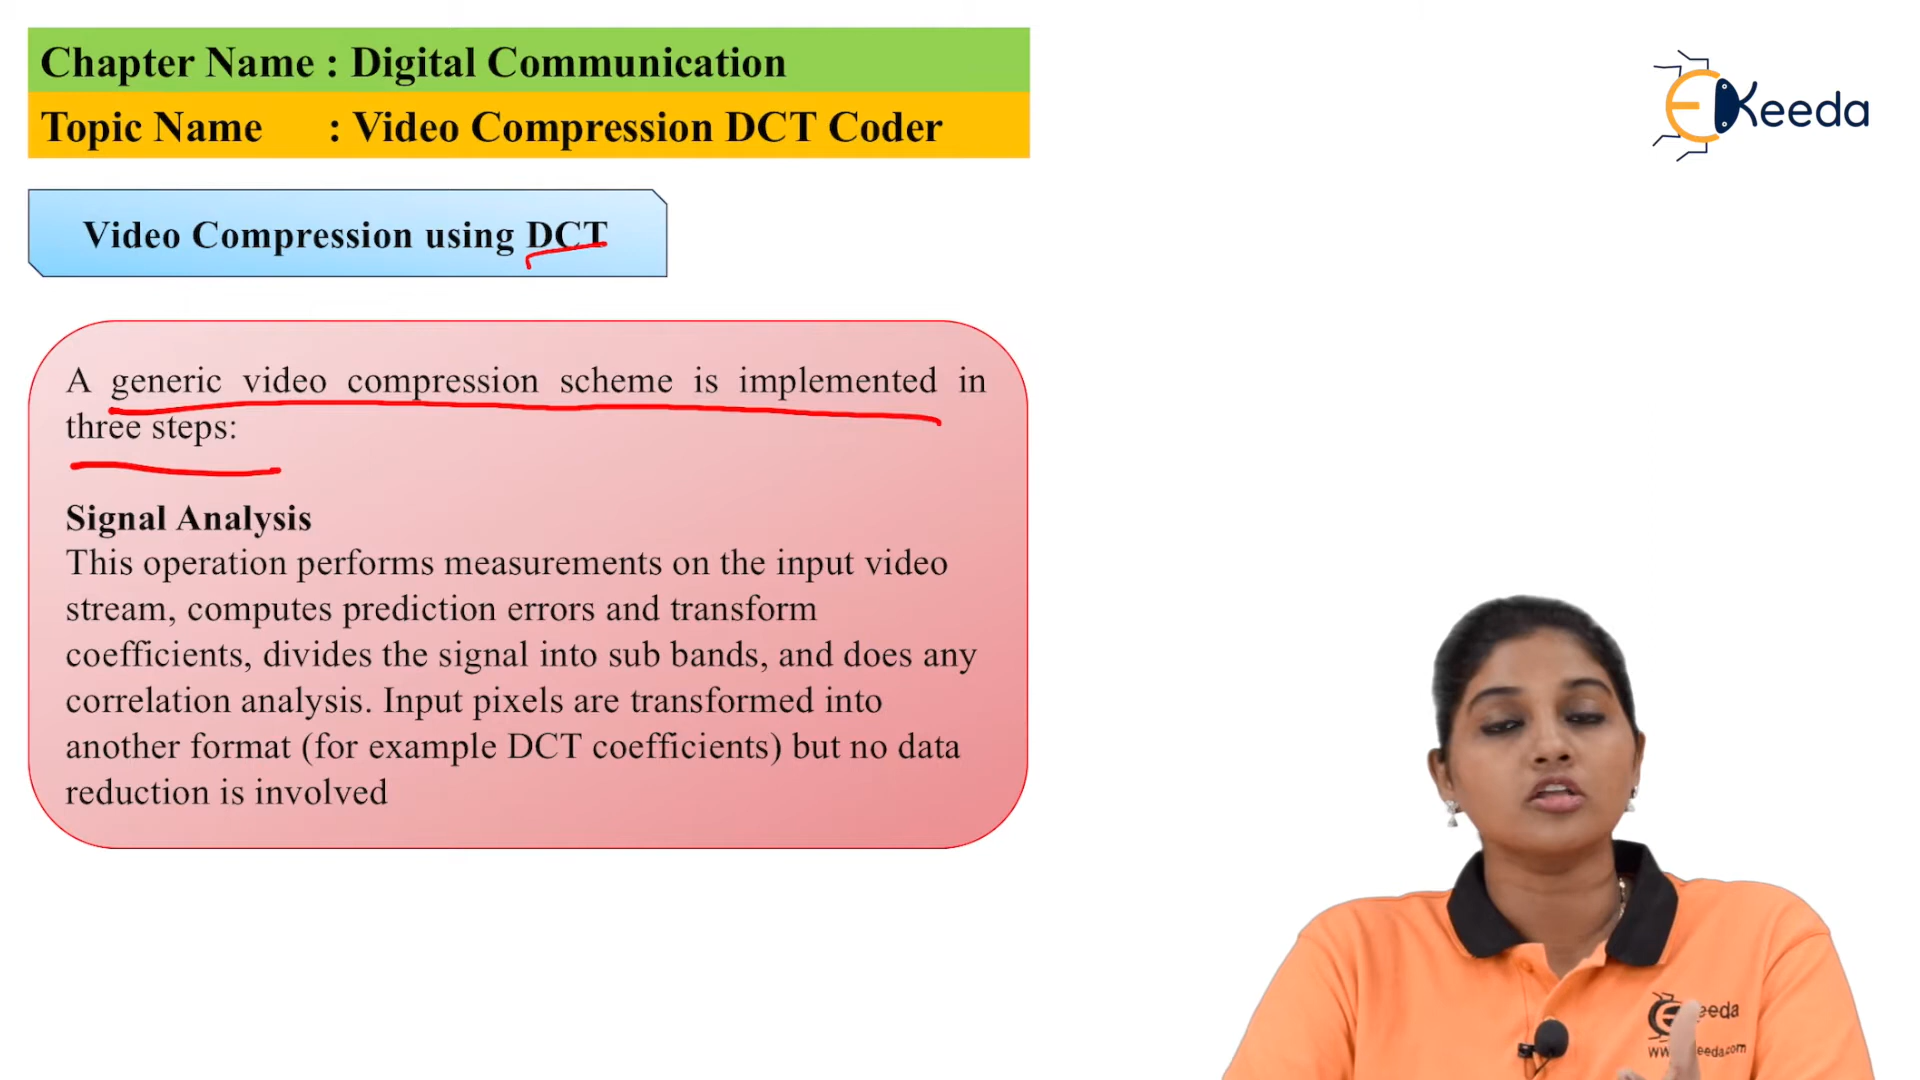 Chapter Name : Digital Communication
Topic Name : Video Compression DCT Coder
Keeda
Video Compression using DCT
A generic video compression scheme is implemented in
three steps:
Signal Analysis
This operation performs measurements on the input video
stream, computes prediction errors and transform
coefficients, divides the signal into sub bands, and does any
correlation analysis. Input pixels are transformed into
another format (for example DCT coefficients) but no data
reduction is involved
eeda
eeda.com